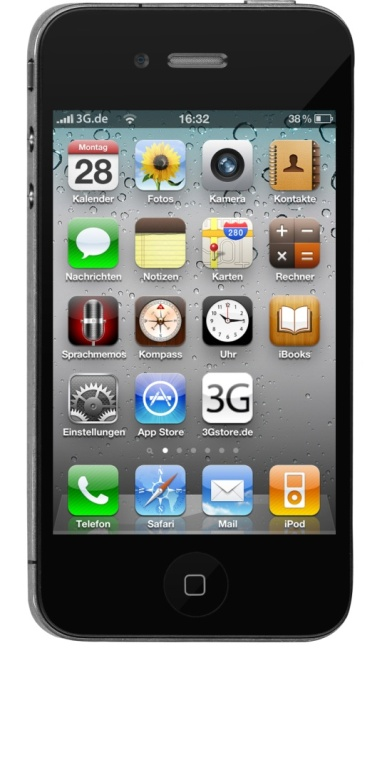 3G.de 16:32 38 %
Montag
28
280
Kalender Fotos Kamera Kontakte
Nachrichten Notizen Karten Rechner
Sprachmemos Kompass Uhr iBooks
3G
Einstellungen App Store 3Gstore.de
Telefon Safari Mail iPod